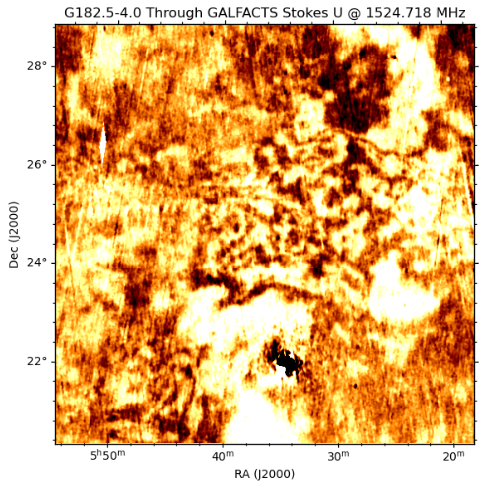 G182.5-4.0 Through GALFACTS Stokes U @ 1524.718 MHz
28°
26°
24°
22°
Dec (J2000)
5ʰ50ᵐ 40ᵐ 30ᵐ 20ᵐ
RA (J2000)